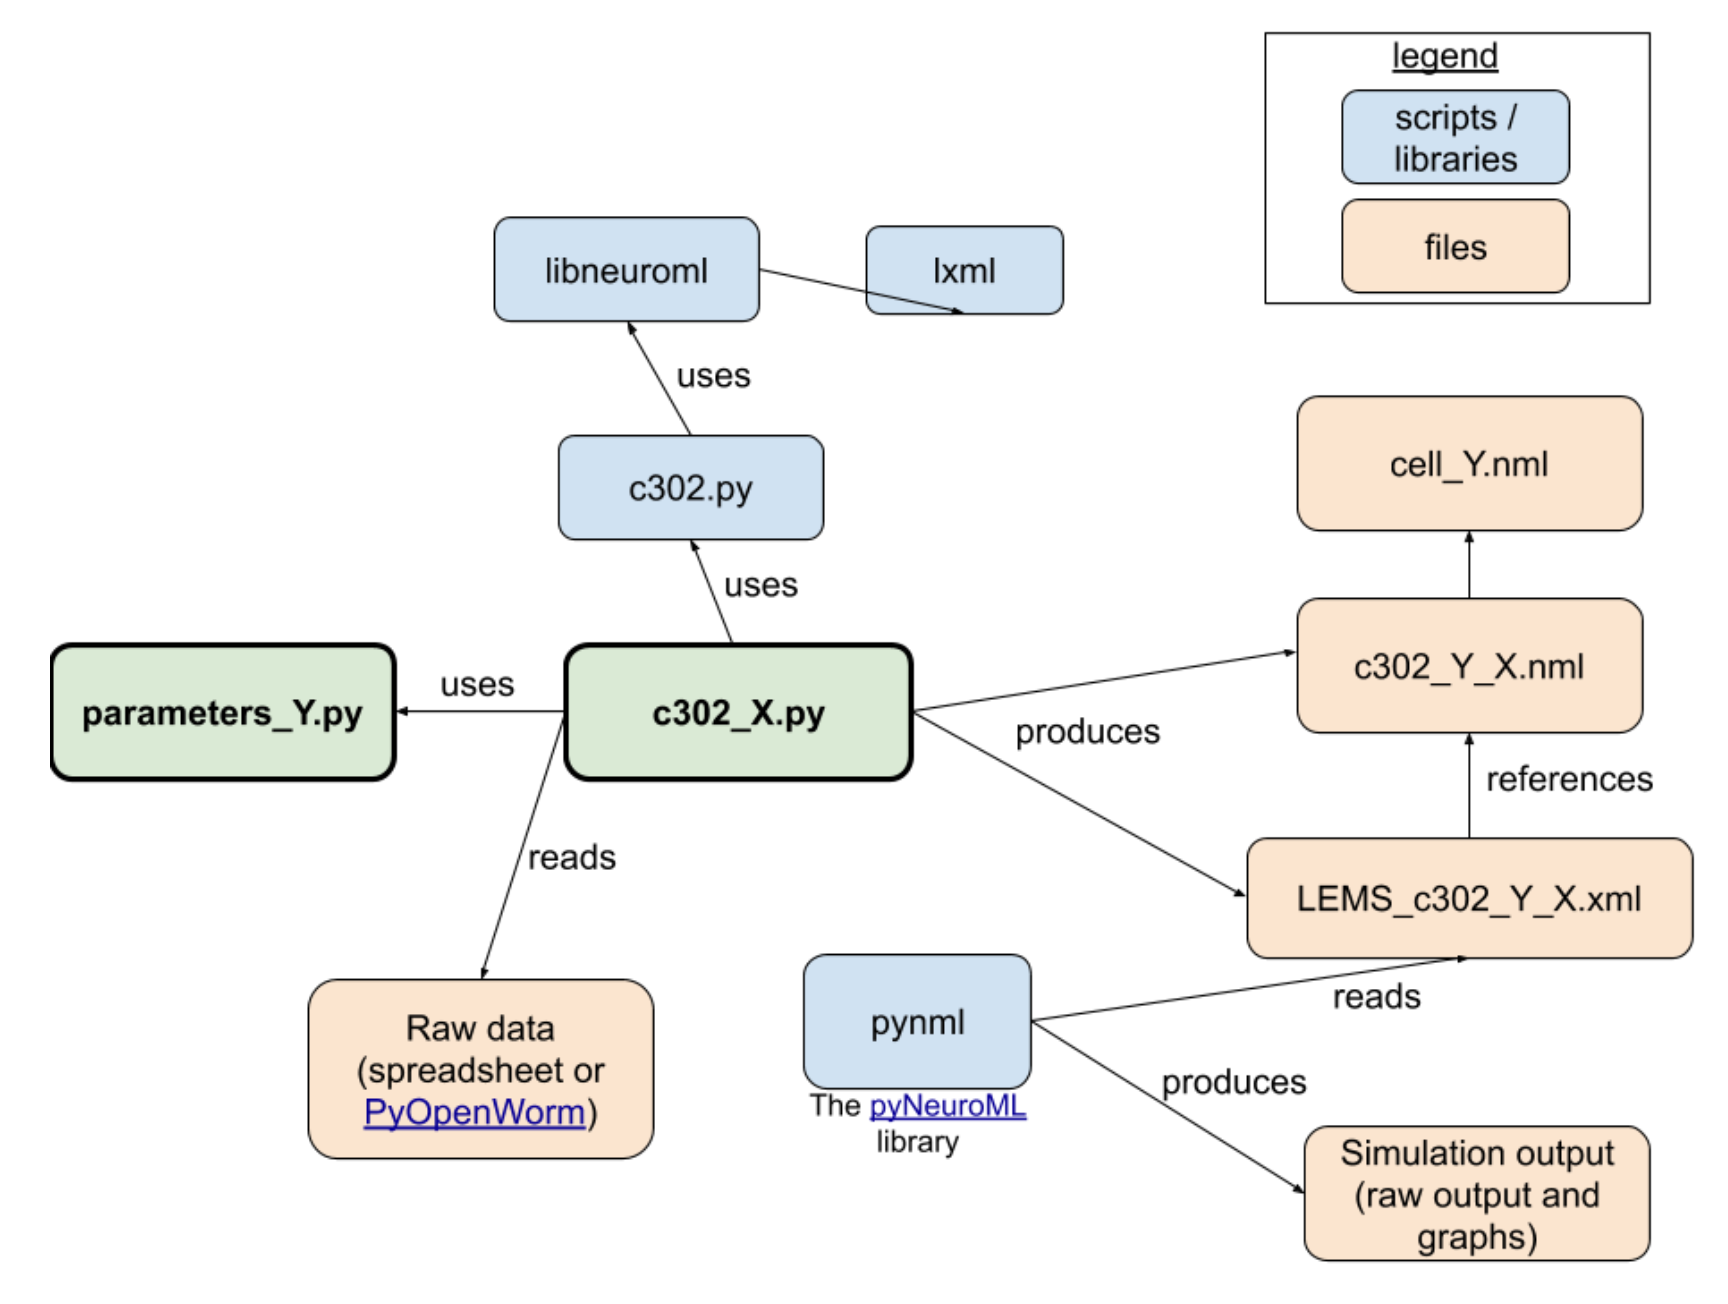 legend
scripts /
libraries
files
libneuroml
lxml
uses
c302.py
uses
cell_Y.nml
parameters_Y.py
uses
c302_X.py
produces
c302_Y_X.nml
references
reads
LEMS_c302_Y_X.xml
Raw data
(spreadsheet or
PyOpenWorm)
pynml
The pyNeuroML
library
reads
produces
Simulation output
(raw output and
graphs)